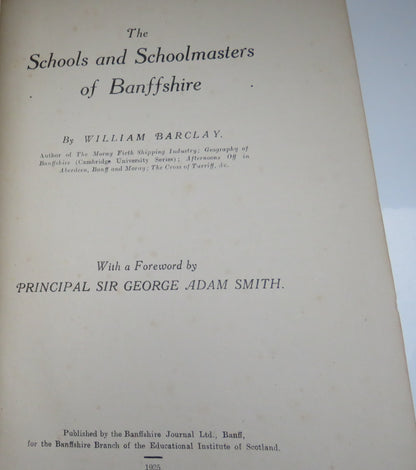 The
Schools and Schoolmasters
of Banffshire
By WILLIAM BARCLAY.
Author of The Moray Firth Shipping Industry; Geography of
Banffshire (Cambridge University Series); Afternoons Off in
Aberdeen, Banff and Moray; The Cross of Turriff, &c.
With a Foreword by
PRINCIPAL SIR GEORGE ADAM SMITH.
Published by the Banffshire Journal Ltd., Banff,
for the Banffshire Branch of the Educational Institute of Scotland.
1925